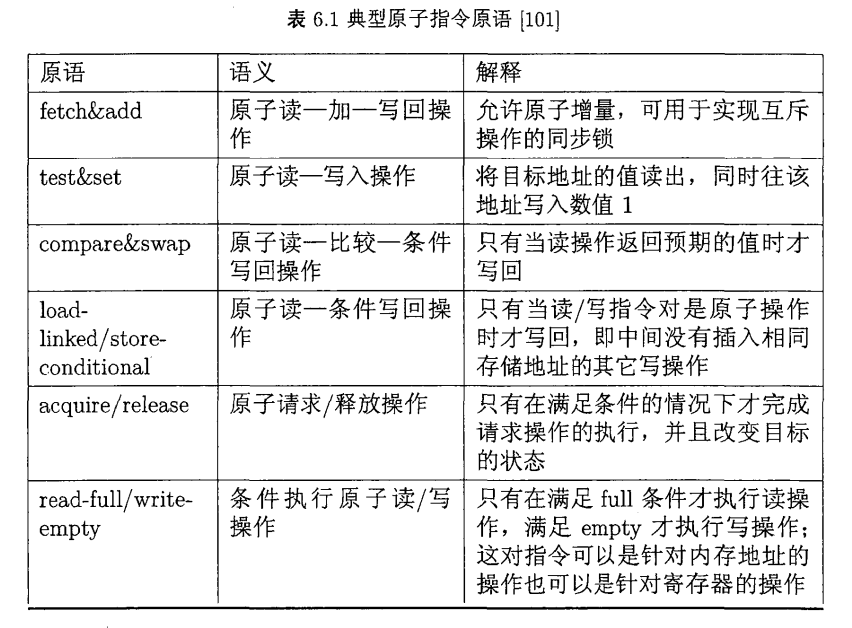 表 6.1 典型原子指令原语 [101]
原语 语义 解释
fetch&add 原子读—加—写回操 允许原子增量，可用于实现互斥
作 操作的同步锁
test&set 原子读—写入操作 将目标地址的值读出，同时往该
地址写入数值 1
compare&swap 原子读—比较—条件 只有当读操作返回预期的值时才
写回操作 写回
load- 原子读—条件写回操 只有当读/写指令对是原子操作
linked/store- 作 时才写回，即中间没有插入相同
conditional 存储地址的其它写操作
acquire/release 原子请求/释放操作 只有在满足条件的情况下才完成
请求操作的执行，并且改变目标
的状态
read-full/write- 条件执行原子读/写 只有在满足 full 条件才执行读操
empty 操作 作，满足 empty 才执行写操作；
这对指令可以是针对内存地址的
操作也可以是针对寄存器的操作